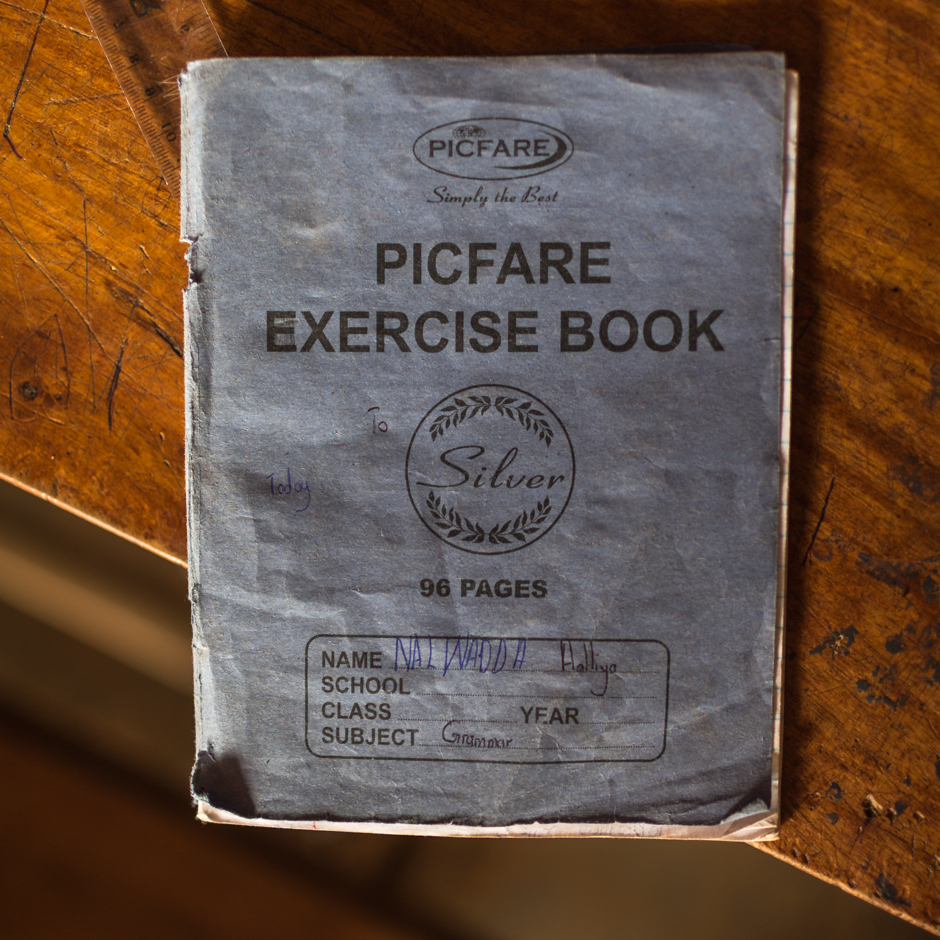 PICFARE
Simply the Best
PICFARE
EXERCISE BOOK
To
Silver
Today
96 PAGES
NAME NALWADDA Halliya
SCHOOL
CLASS YEAR
SUBJECT Grammar